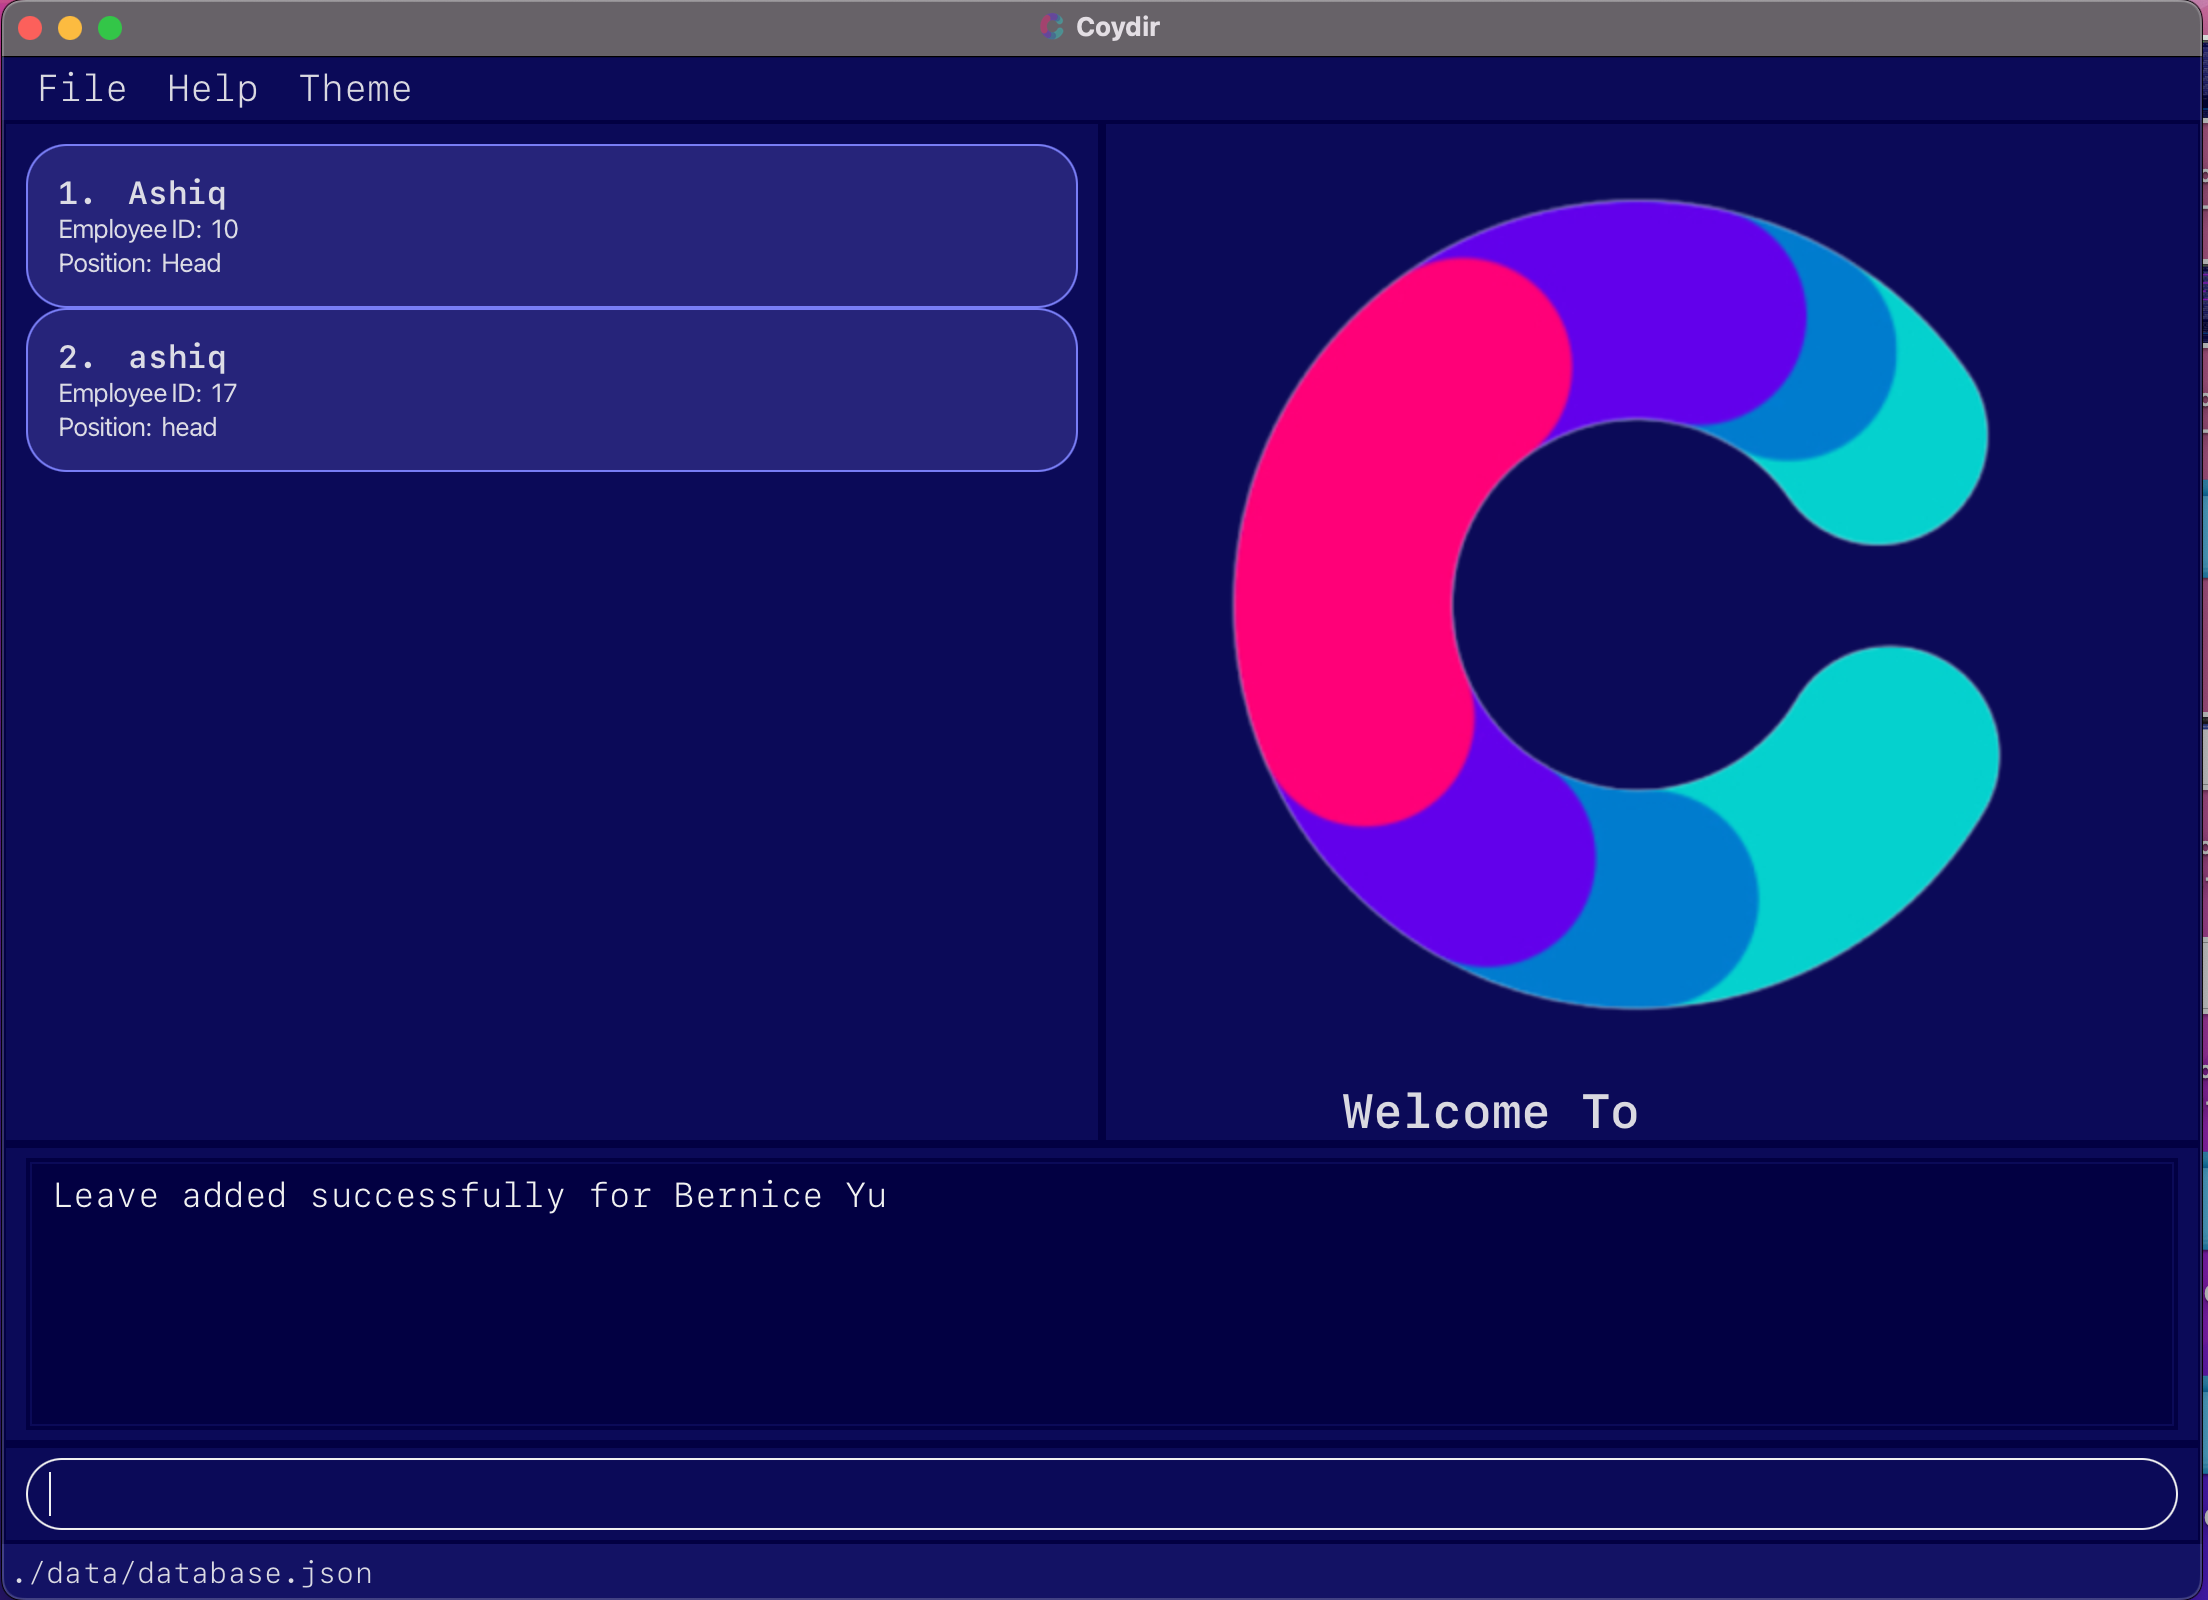 Coydir
File Help Theme
1. Ashiq
Employee ID: 10
Position: Head
2. ashiq
Employee ID: 17
Position: head
Welcome To
Leave added successfully for Bernice Yu
./data/database.json